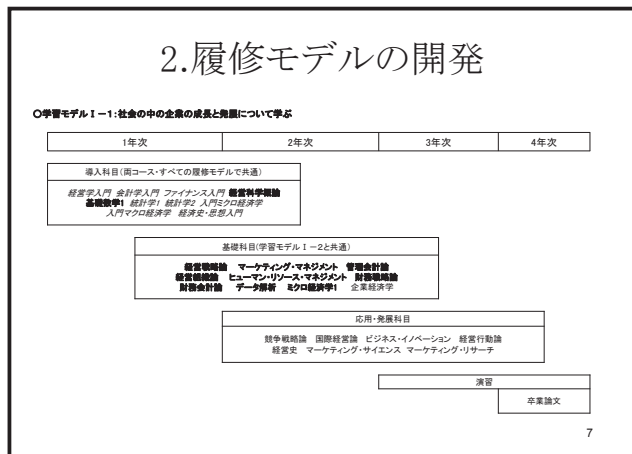 2.履修モデルの開発
〇学習モデルⅠ－1：社会の中の企業の成長と発展について学ぶ
1年次 2年次 3年次 4年次
導入科目(両コース・すべての履修モデルで共通)
経営学入門 会計学入門 ファイナンス入門 経営科学概論
基礎数学1 統計学1 統計学2 入門ミクロ経済学
入門マクロ経済学 経済史・思想入門
基礎科目(学習モデルⅠ－2と共通)
経営戦略論 マーケティング・マネジメント 管理会計論
経営組織論 ヒューマン・リソース・マネジメント 財務戦略論
財務会計論 データ解析 ミクロ経済学1 企業経済学
応用・発展科目
競争戦略論 国際経営論 ビジネス・イノベーション 経営行動論
経営史 マーケティング・サイエンス マーケティング・リサーチ
演習
卒業論文
7